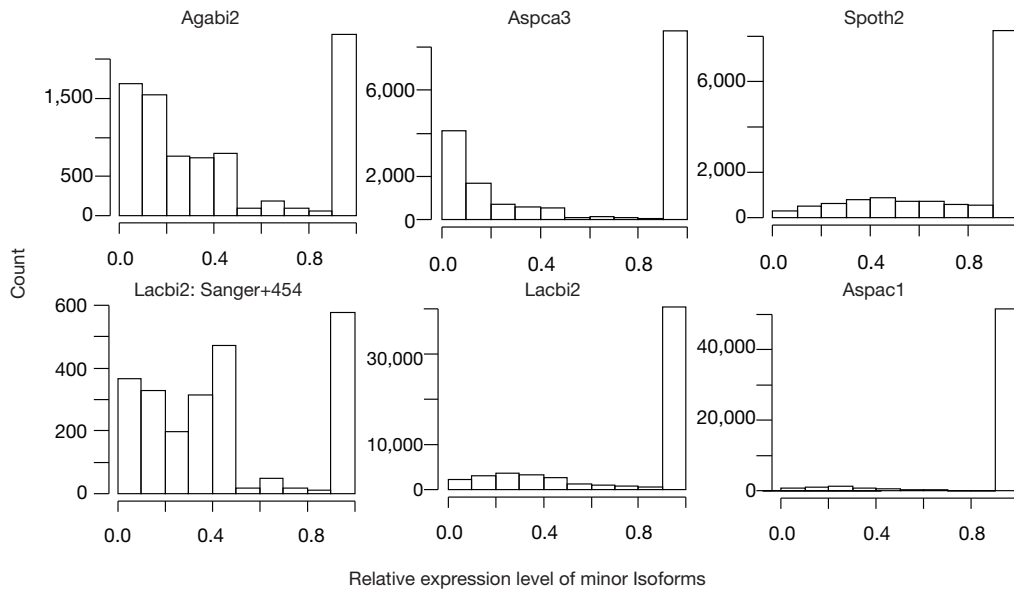 Agabi2
Aspca3
Spoth2
1,500
500
0
0.0 0.4 0.8
6,000
2,000
0
0.0 0.4 0.8
6,000
2,000
0
0.0 0.4 0.8
Count
Lacbi2: Sanger+454
Lacbi2
Aspac1
600
400
200
0
0.0 0.4 0.8
30,000
10,000
0
0.0 0.4 0.8
40,000
20,000
0
0.0 0.4 0.8
Relative expression level of minor Isoforms